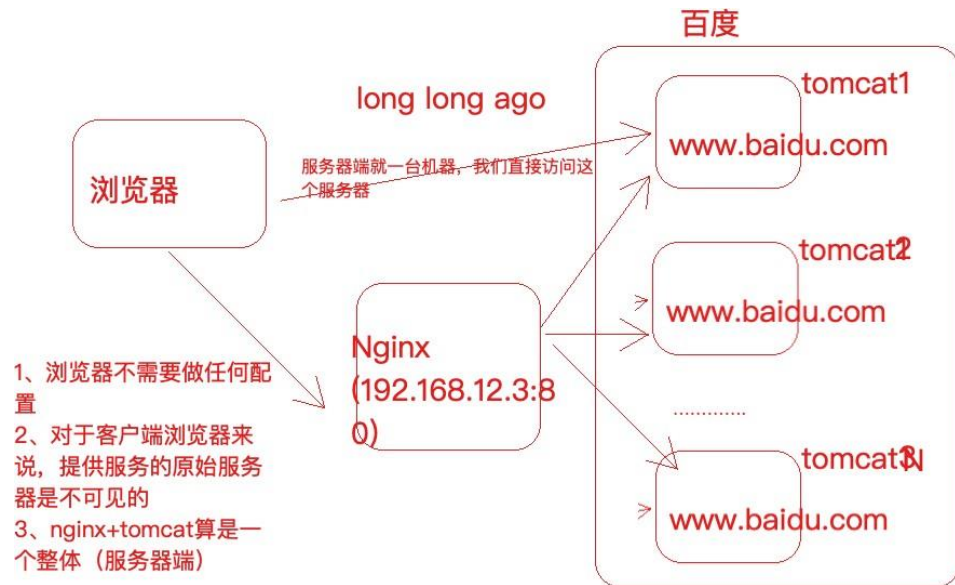 百度
tomcat1
long long ago
www.baidu.com
浏览器
服务器端就一台机器，我们直接访问这
个服务器
tomcat2
www.baidu.com
Nginx
(192.168.12.3:8
0)
1、浏览器不需要做任何配
置
2、对于客户端浏览器来
说，提供服务的原始服务
器是不可见的
3、nginx+tomcat算是一
个整体（服务器端）
.............
tomcatN
www.baidu.com